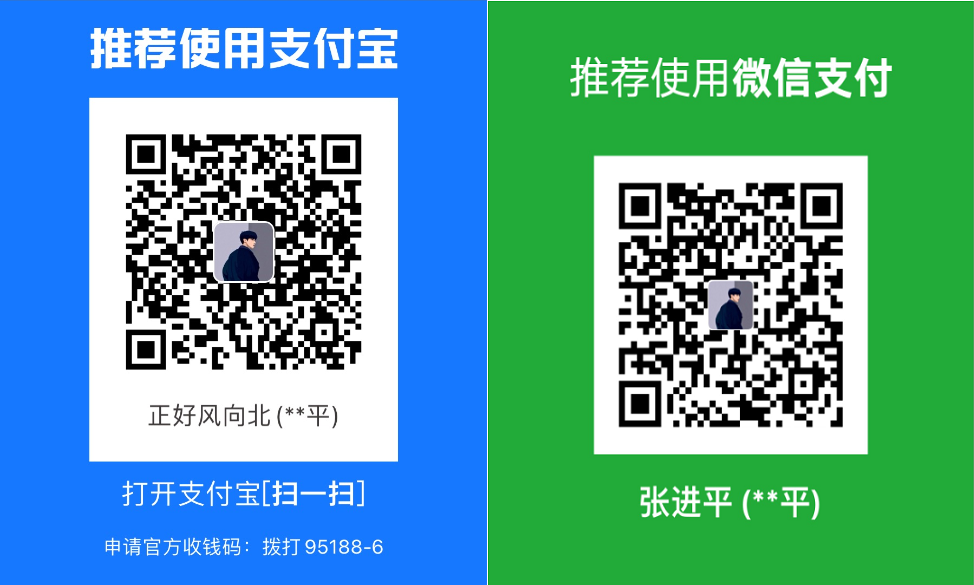 推荐使用支付宝
正好风向北 (**平)
打开支付宝[扫一扫]
申请官方收钱码：拨打 95188-6
推荐使用微信支付
张进平 (**平)